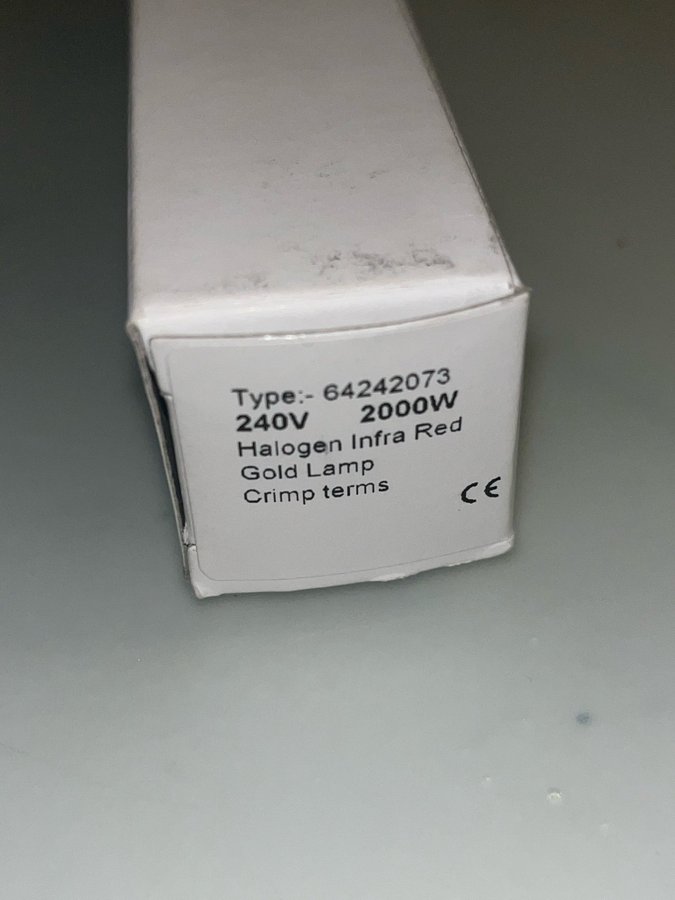 Type:- 64242073
240V 2000W
Halogen Infra Red
Gold Lamp
Crimp terms
CE